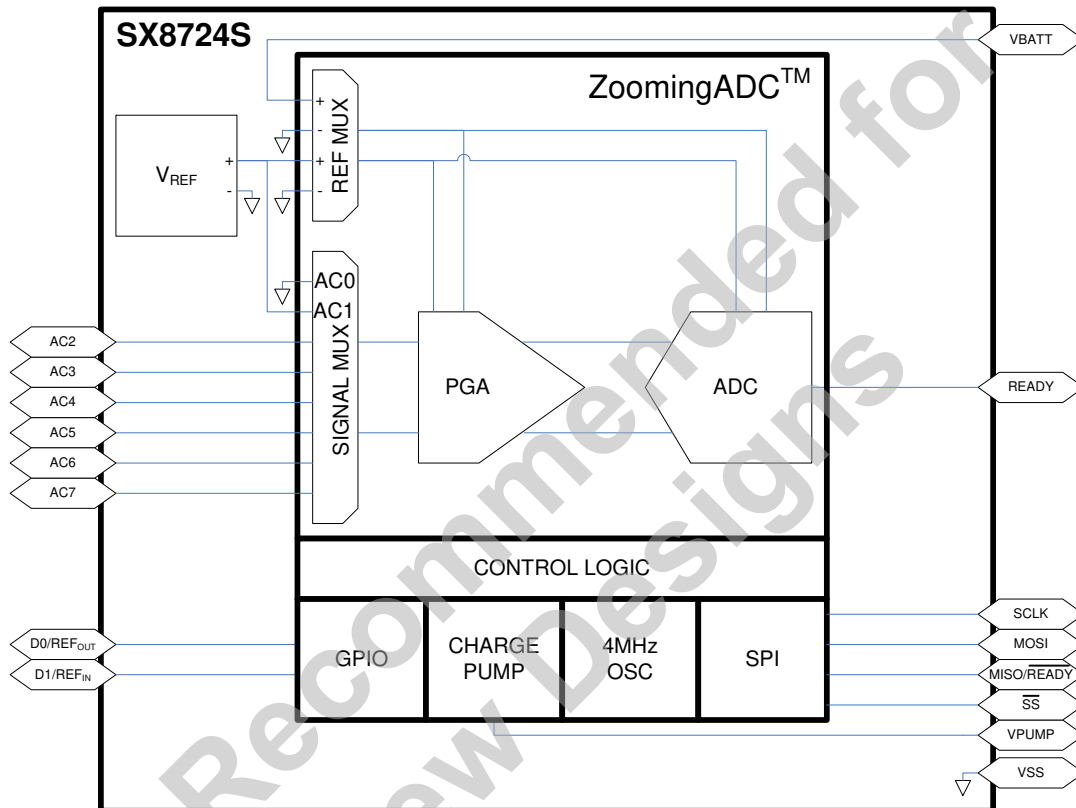 SX8724S
VBATT
ZoomingADC™
+
-
+
-
REF MUX
VREF
+
-
AC0
AC1
SIGNAL MUX
AC2
AC3
AC4
AC5
AC6
AC7
PGA
ADC
READY
CONTROL LOGIC
D0/REFOUT
D1/REFIN
GPIO
CHARGE
PUMP
4MHz
OSC
SPI
SCLK
MOSI
MISO/READY
SS
VPUMP
VSS
Recommended for
New Designs